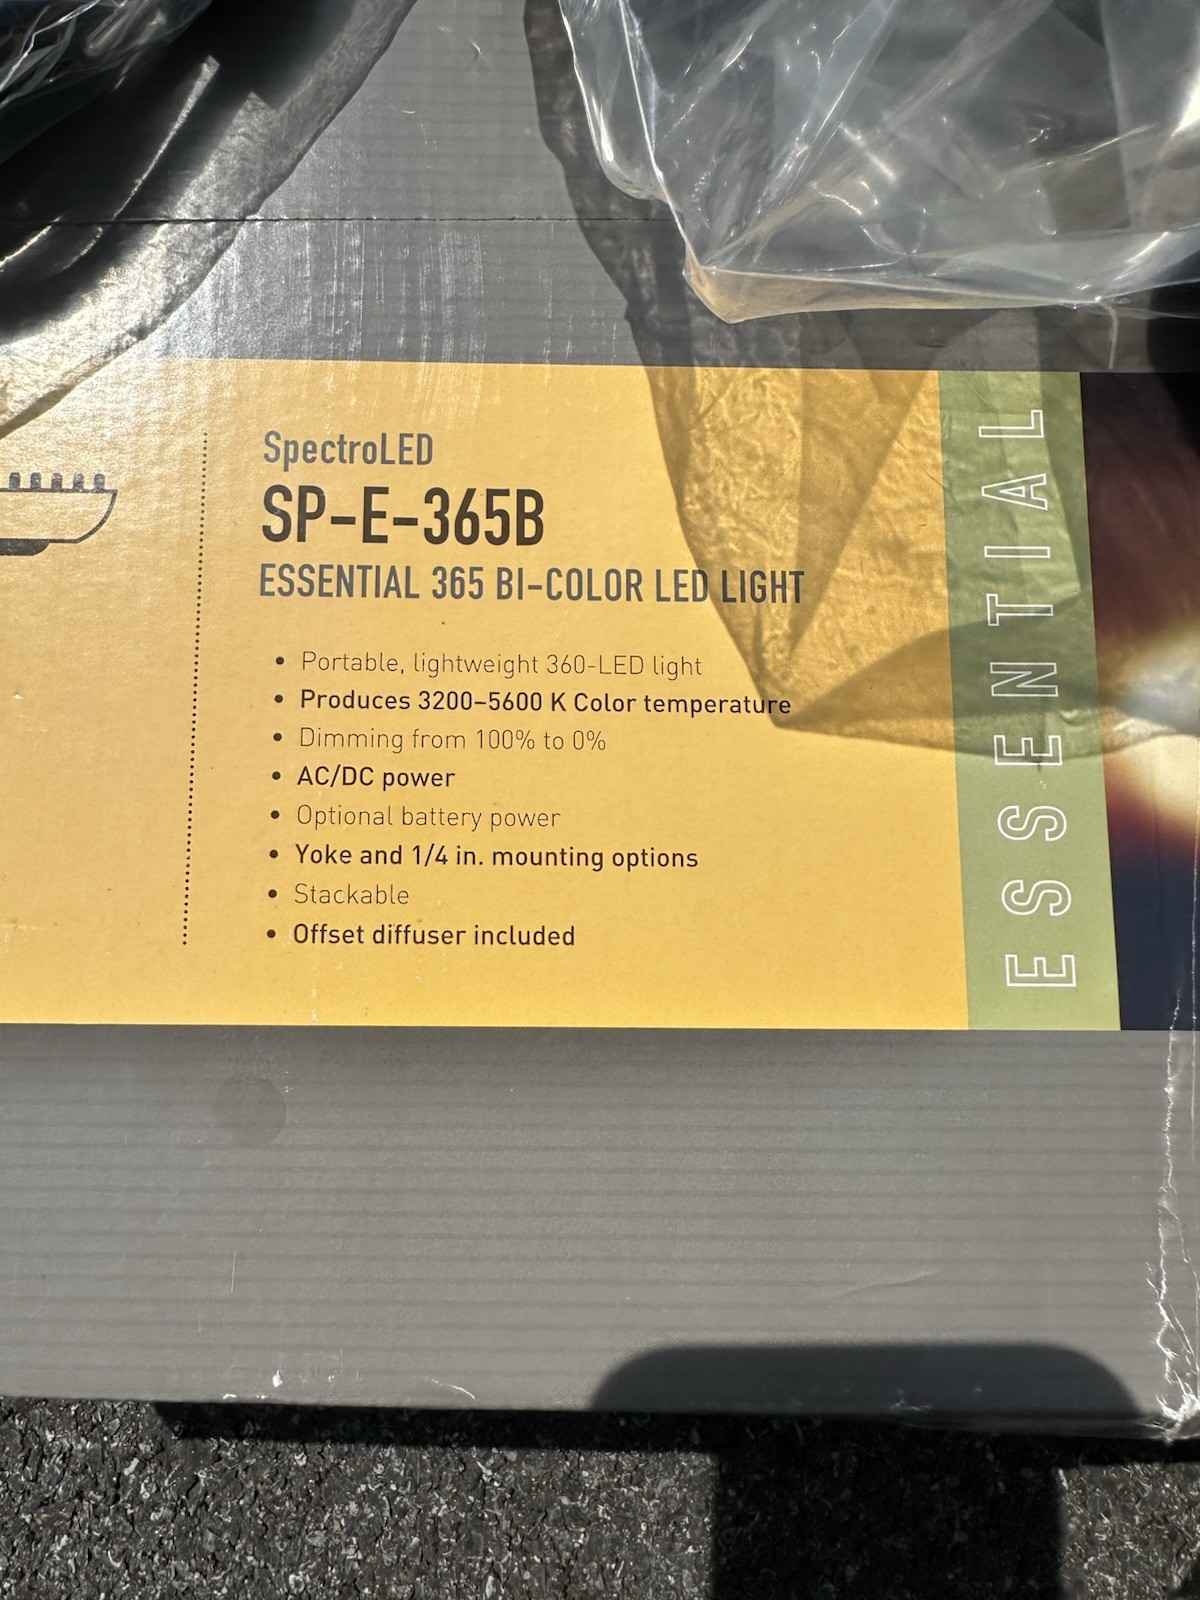 SpectroLED
SP-E-365B
ESSENTIAL 365 BI-COLOR LED LIGHT
• Portable, lightweight 360-LED light
• Produces 3200–5600 K Color temperature
• Dimming from 100% to 0%
• AC/DC power
• Optional battery power
• Yoke and 1/4 in. mounting options
• Stackable
• Offset diffuser included
ESSENTIAL